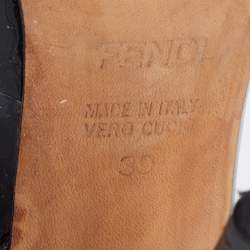 FENDI
MADE IN ITALY
VERO CUOIO
39